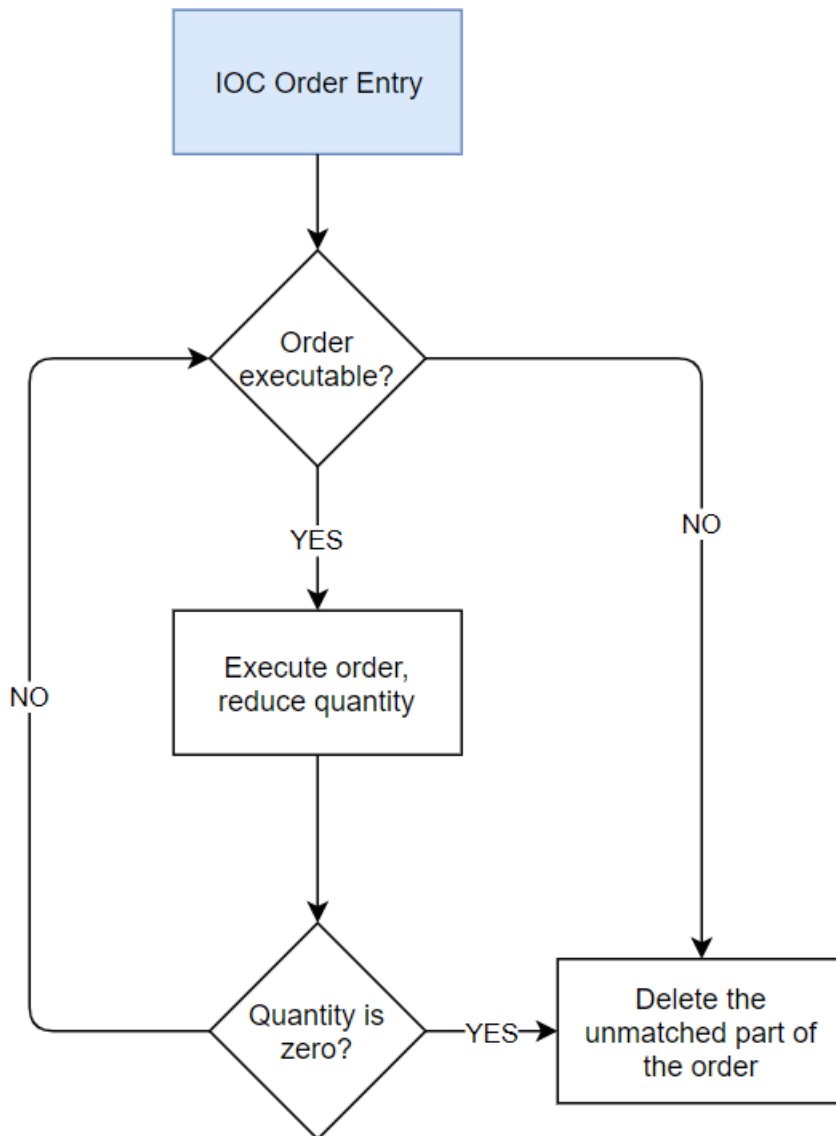 IOC Order Entry
Order
executable?
YES
NO
Execute order,
reduce quantity
NO
Quantity is
zero?
YES
Delete the
unmatched part of
the order